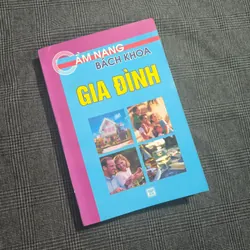 CẨM NANG
BÁCH KHOA
GIA ĐÌNH